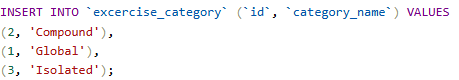 INSERT INTO `excercise_category` (`id`, `category_name`) VALUES
(2, 'Compound'),
(1, 'Global'),
(3, 'Isolated');